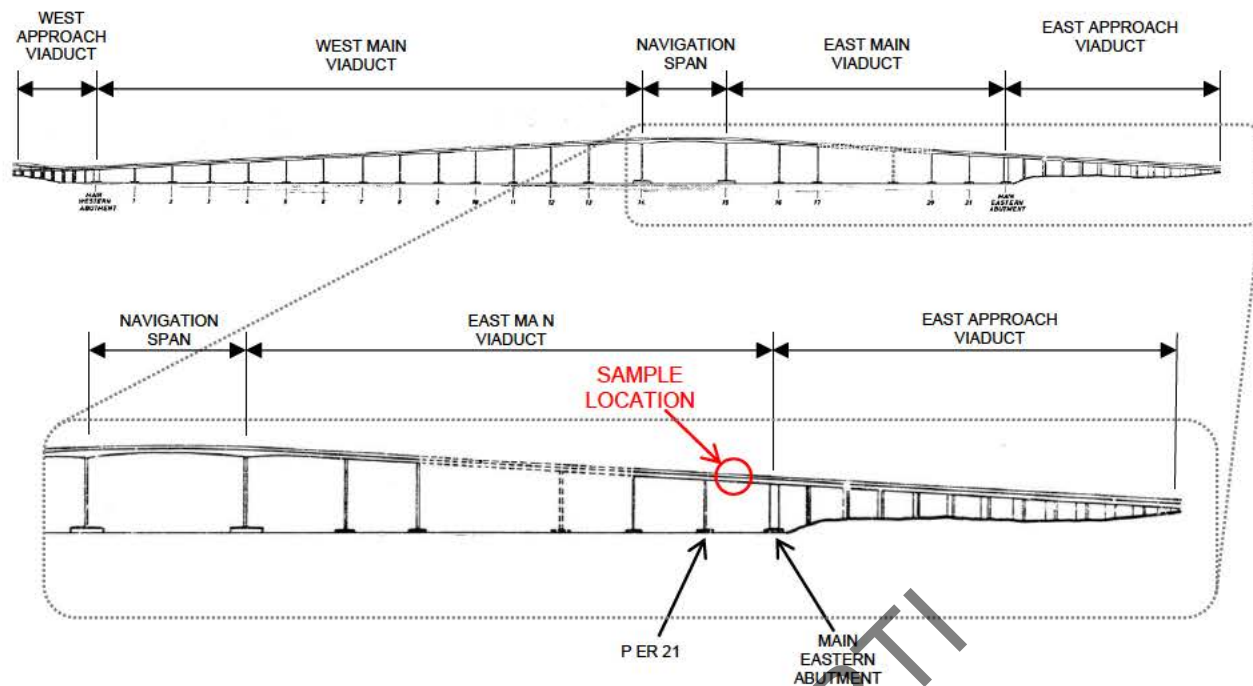 WEST
APPROACH
VIADUCT
WEST MAIN
VIADUCT
NAVIGATION
SPAN
EAST MAIN
VIADUCT
EAST APPROACH
VIADUCT
MAIN
WESTERN
ABUTMENT
1 2 3 4 5 6 7 8 9 10 11 12 13 14 15 16 17 20 21
MAIN
EASTERN
ABUTMENT
NAVIGATION
SPAN
EAST MA N
VIADUCT
EAST APPROACH
VIADUCT
SAMPLE
LOCATION
P ER 21
MAIN
EASTERN
ABUTMENT
RTI